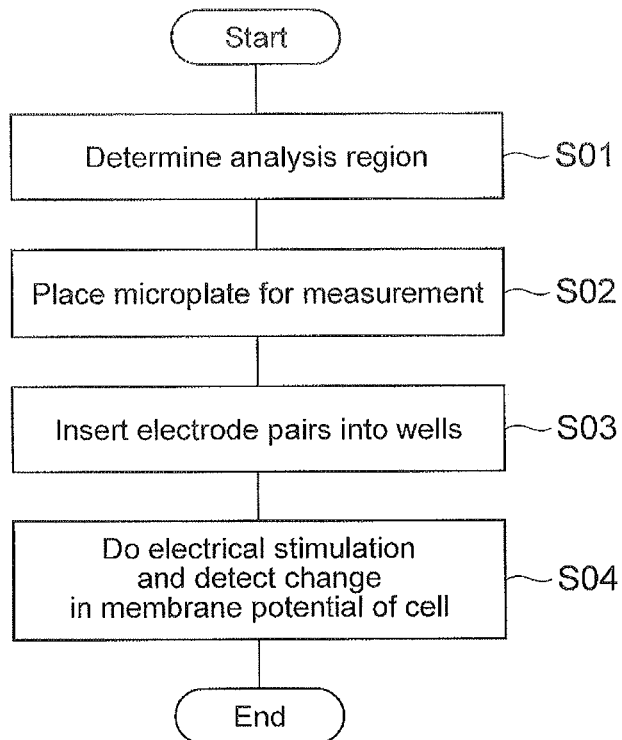 Start
Determine analysis region
S01
Place microplate for measurement
S02
Insert electrode pairs into wells
S03
Do electrical stimulation
and detect change
in membrane potential of cell
S04
End